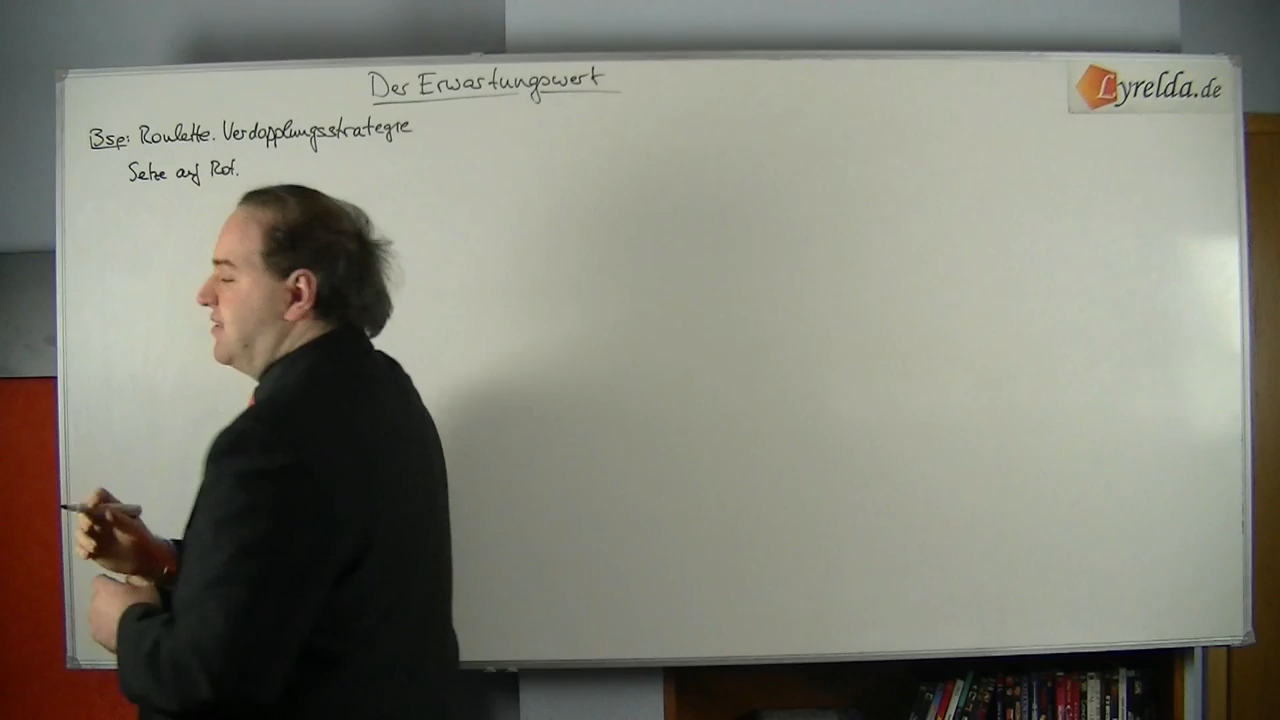 Der Erwartungswert
Lyrelda.de
Bsp: Roulette. Verdopplungsstrategie
Setze auf Rot.